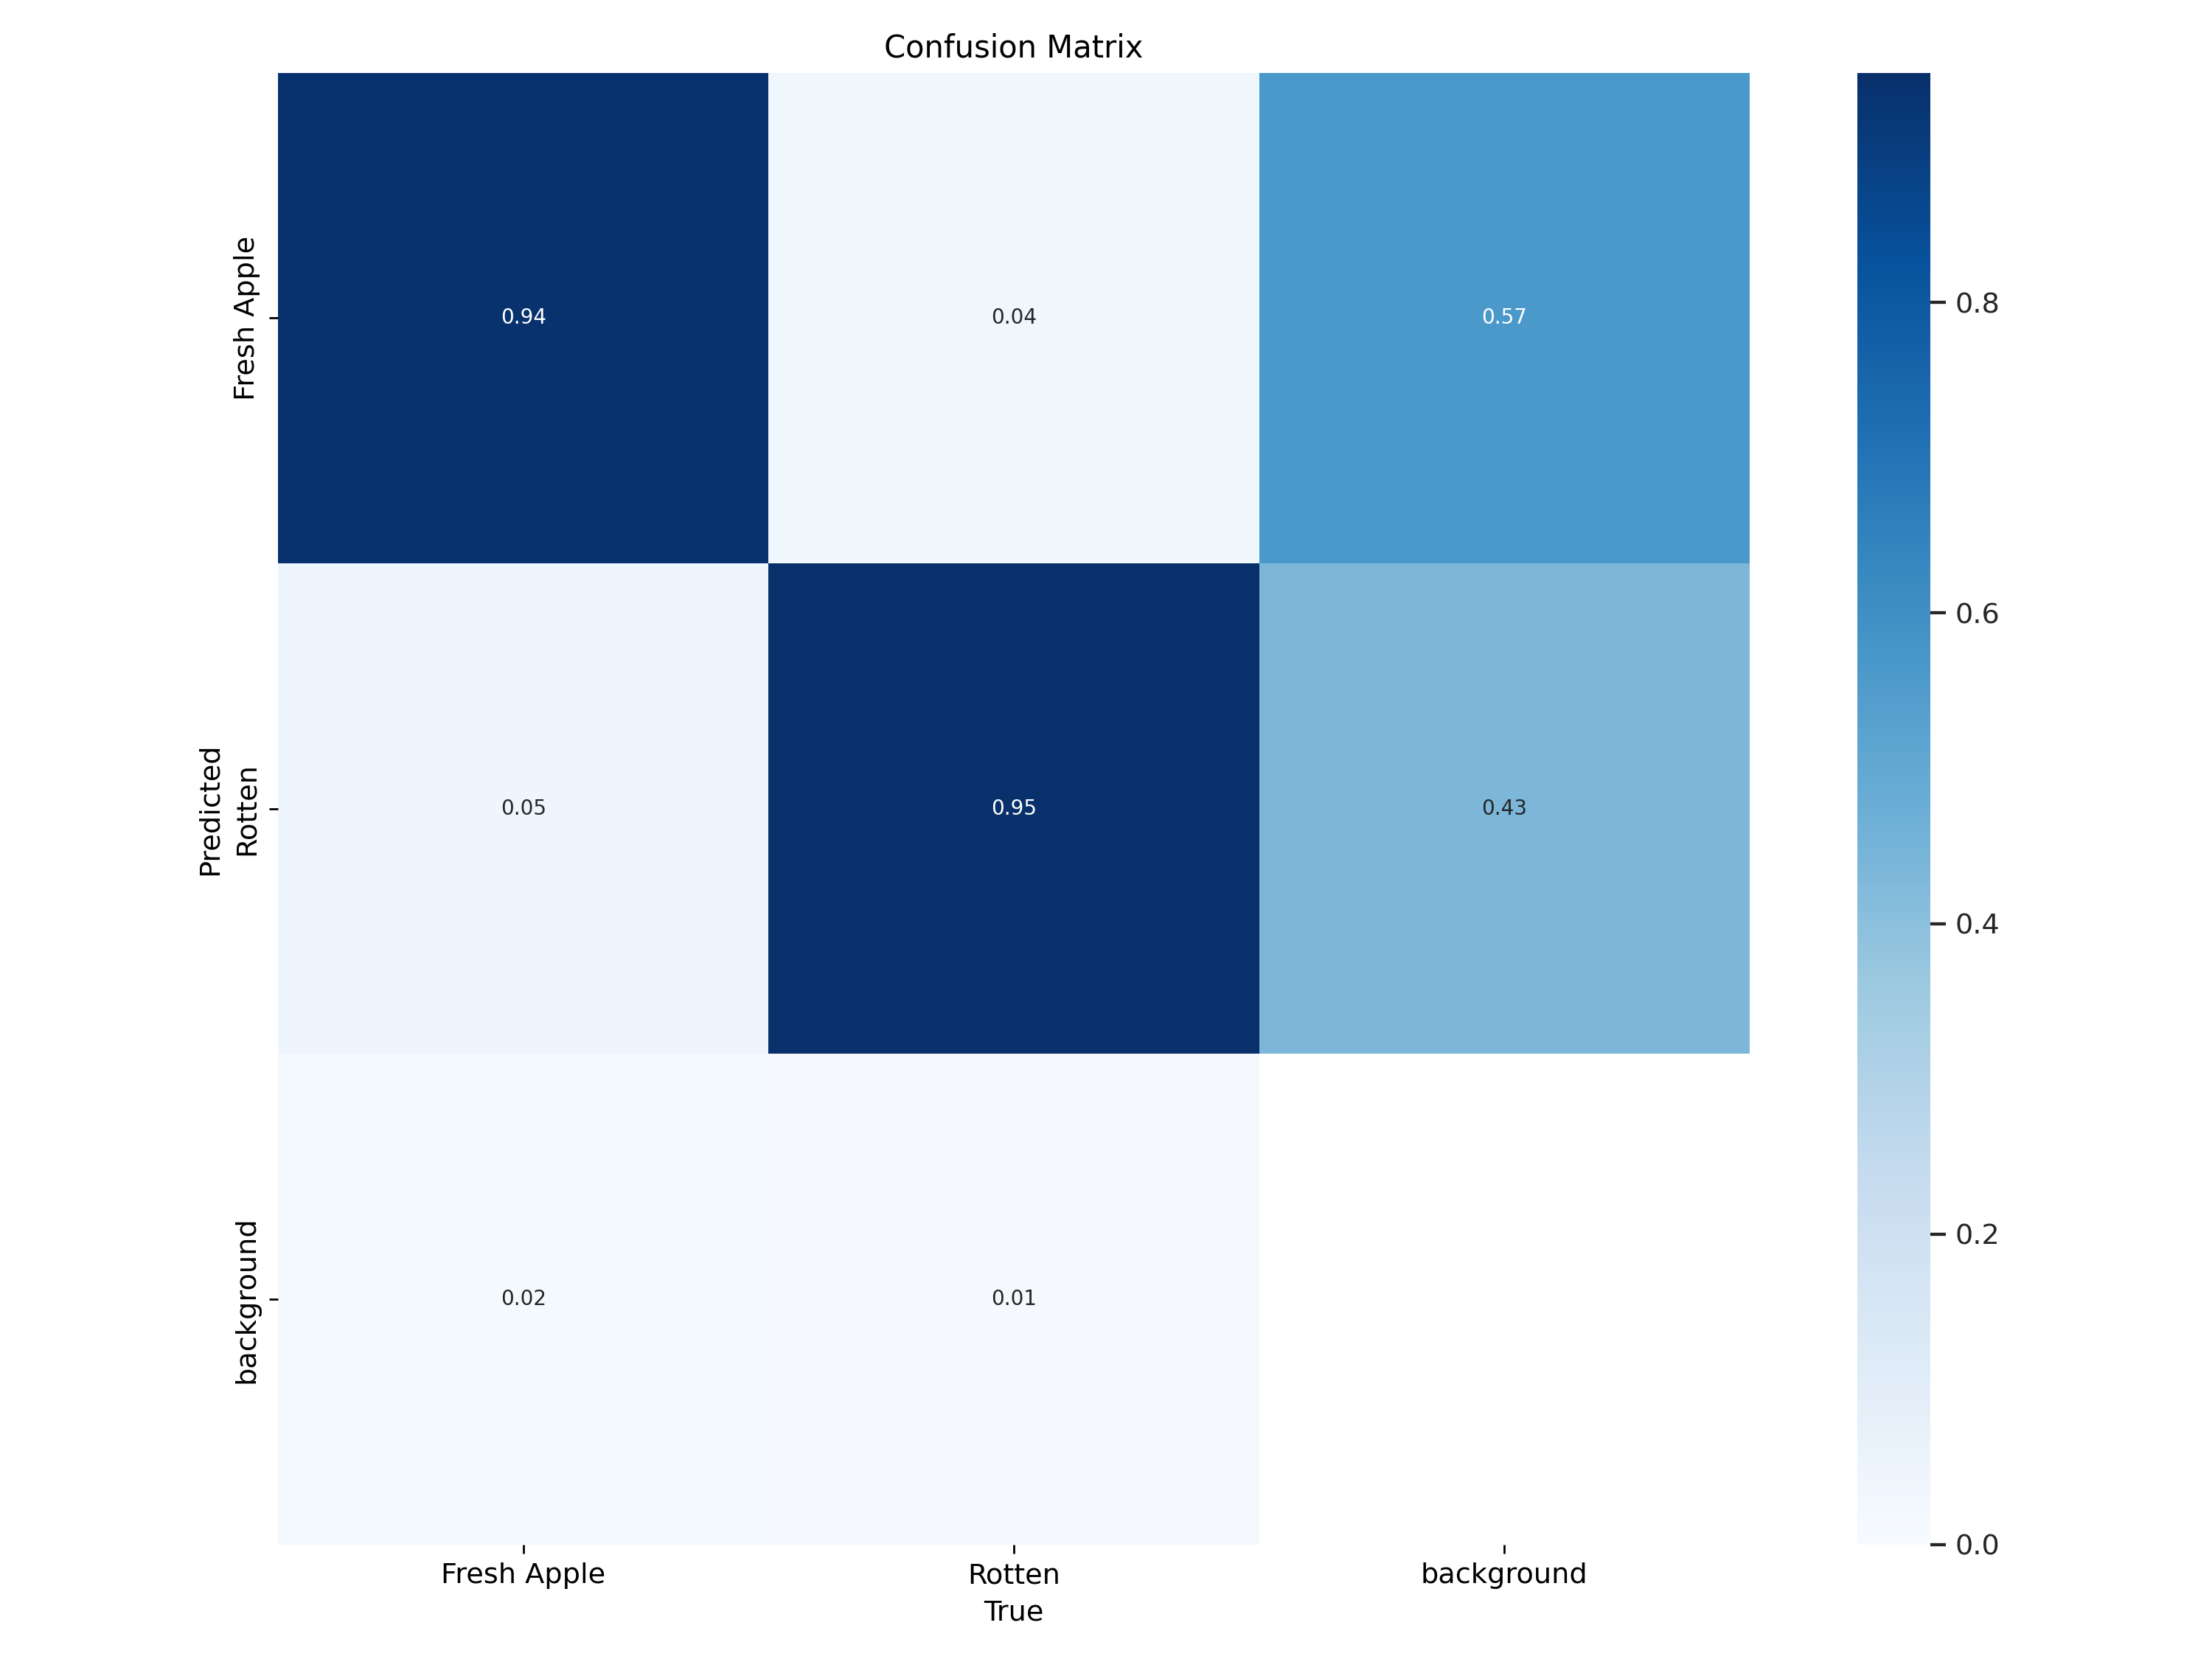 Confusion Matrix
Fresh Apple
0.94
0.04
0.57
0.8
0.6
Predicted
Rotten
0.05
0.95
0.43
0.4
0.2
background
0.02
0.01
0.0
Fresh Apple
Rotten
background
True